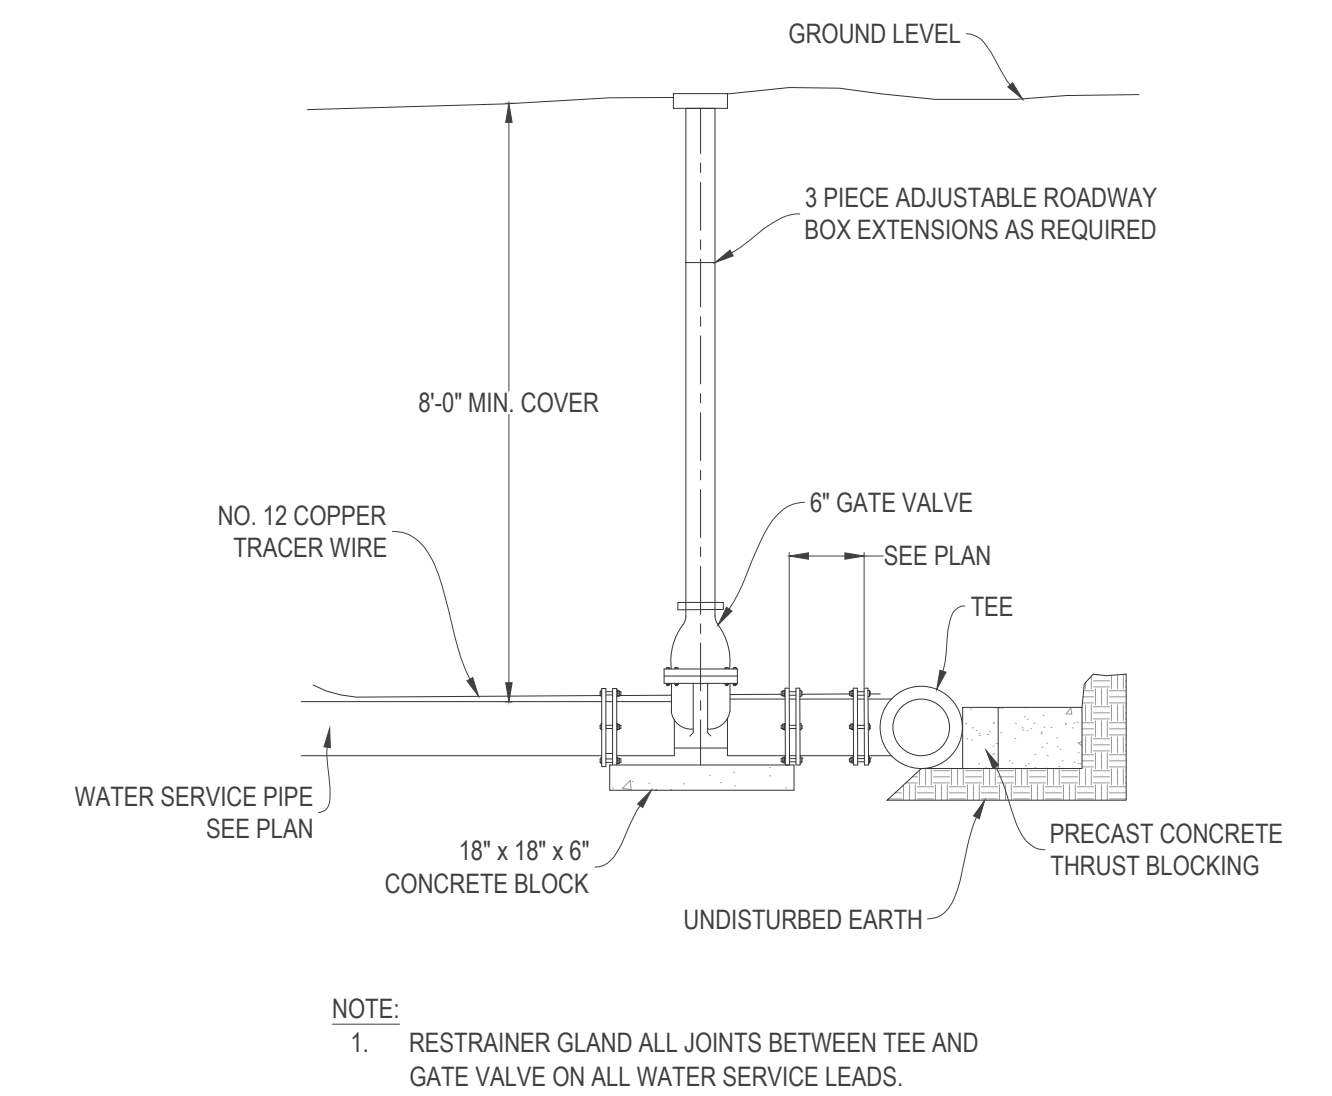 GROUND LEVEL
3 PIECE ADJUSTABLE ROADWAY
BOX EXTENSIONS AS REQUIRED
8'-0" MIN. COVER
6" GATE VALVE
NO. 12 COPPER
TRACER WIRE
SEE PLAN
TEE
WATER SERVICE PIPE
SEE PLAN
PRECAST CONCRETE
THRUST BLOCKING
18" x 18" x 6"
CONCRETE BLOCK
UNDISTURBED EARTH
NOTE:
1. RESTRAINER GLAND ALL JOINTS BETWEEN TEE AND
GATE VALVE ON ALL WATER SERVICE LEADS.